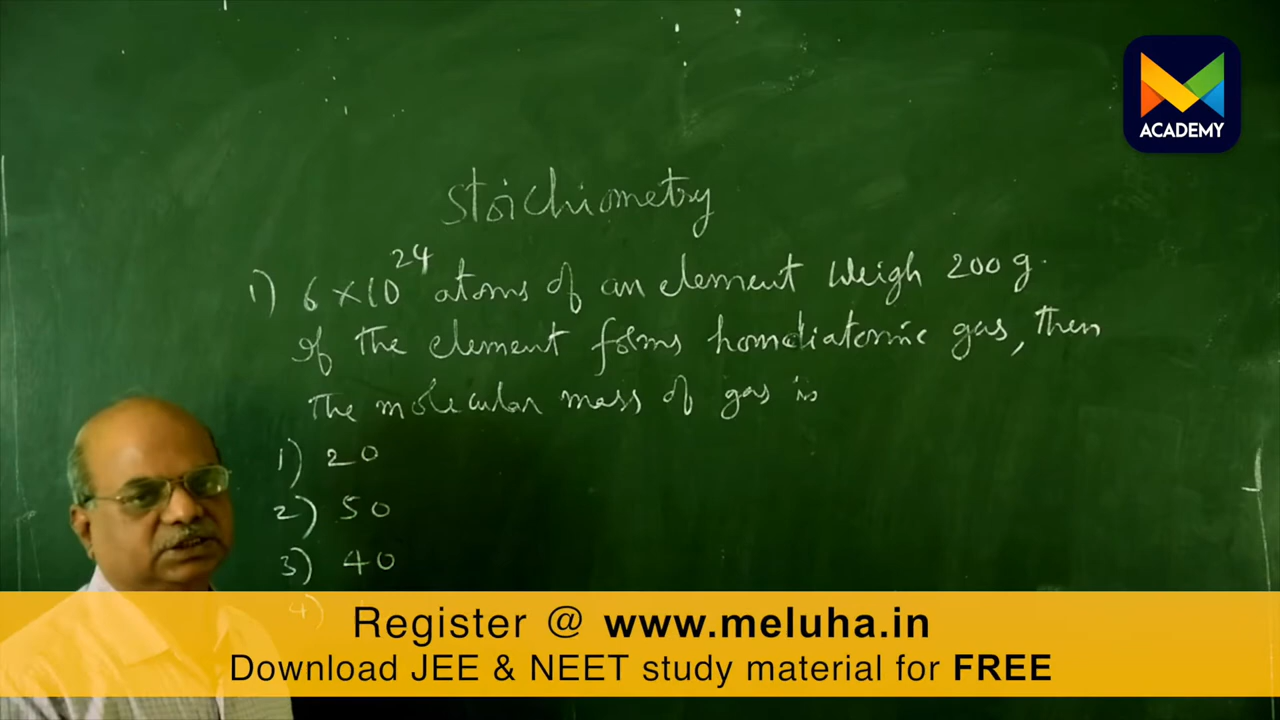 ACADEMY
Stoichiometry
1) 6×10²⁴ atoms of an element weigh 200 g.
If the element forms homodiatomic gas, then
the molecular mass of gas is
1) 20
2) 50
3) 40
4)
Register @ www.meluha.in
Download JEE & NEET study material for FREE